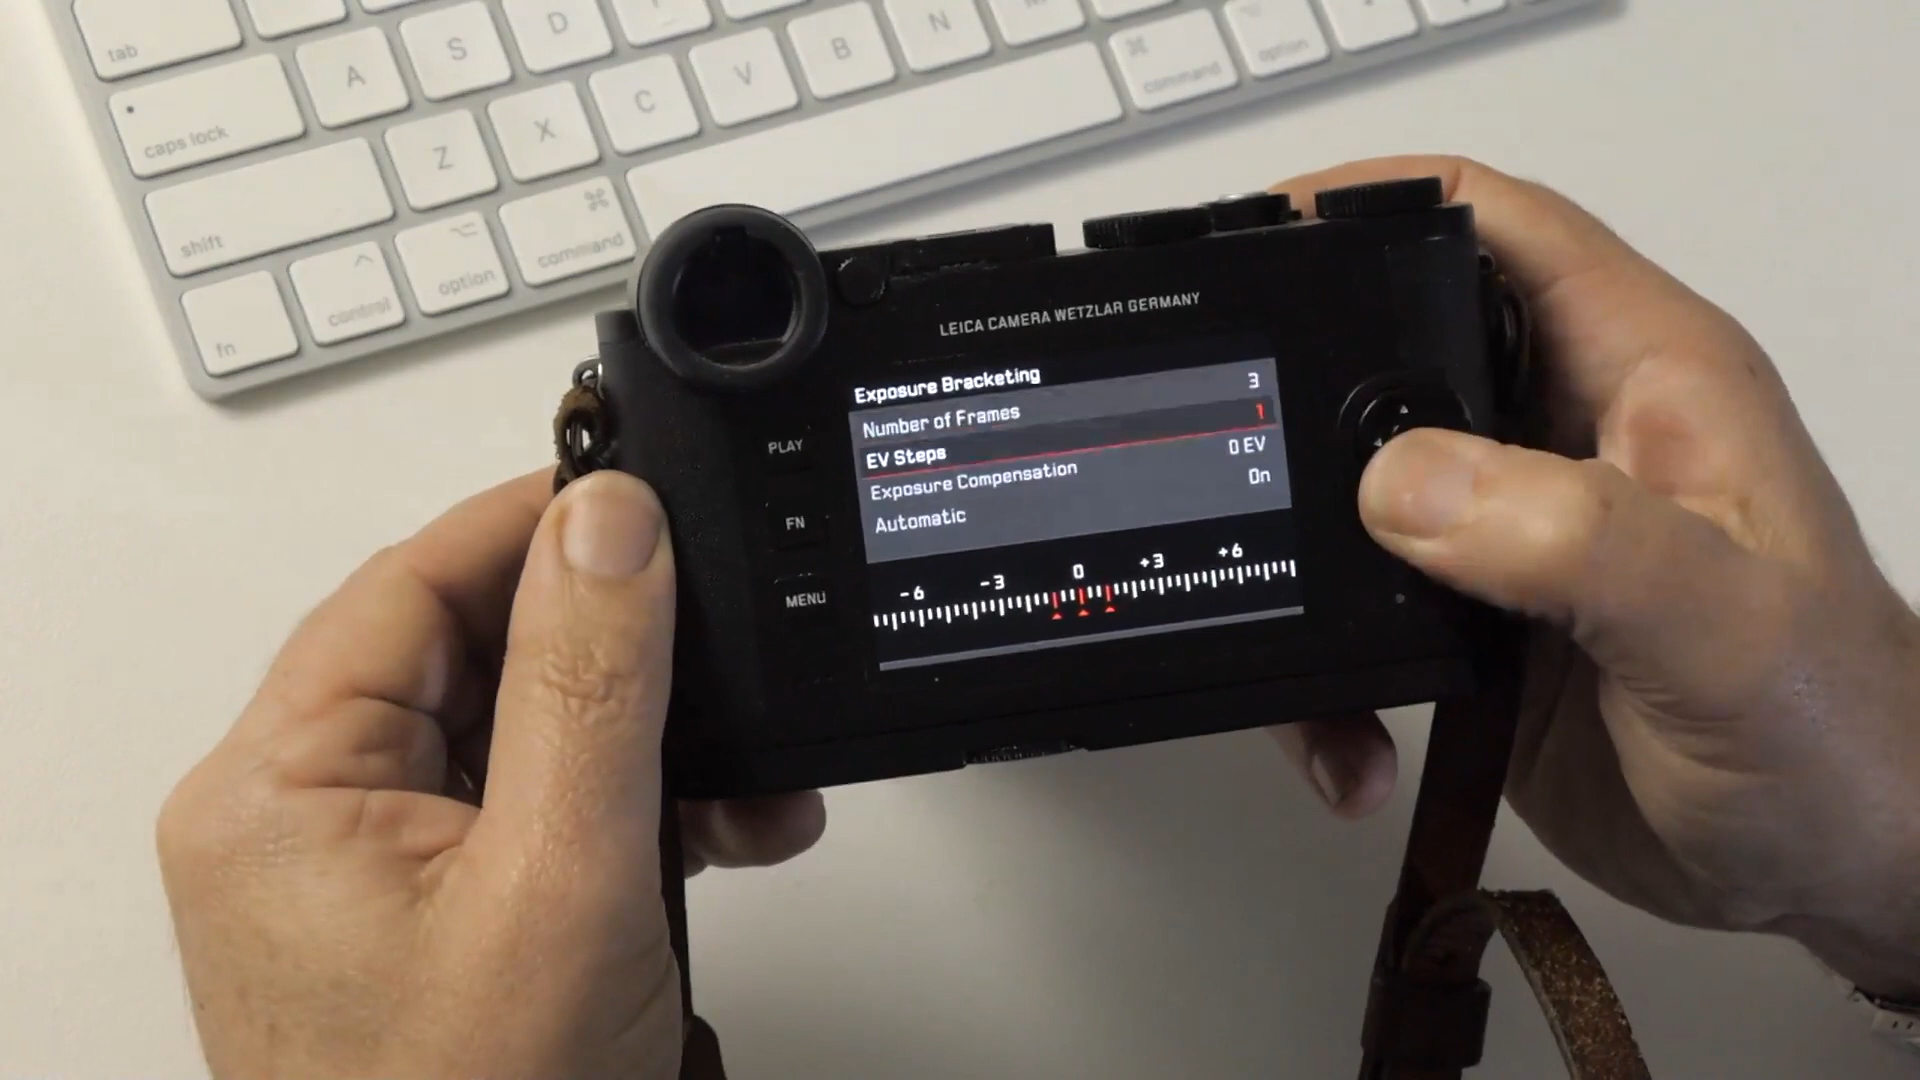 tab
A
S
D
caps lock
Z
X
C
V
B
N
M
⌘
command
⌥
option
shift
fn
^
control
⌥
option
⌘
command
LEICA CAMERA WETZLAR GERMANY
PLAY
FN
MENU
Exposure Bracketing
Number of Frames 3
EV Steps 1
Exposure Compensation 0 EV
Automatic On
-6 -3 0 +3 +6